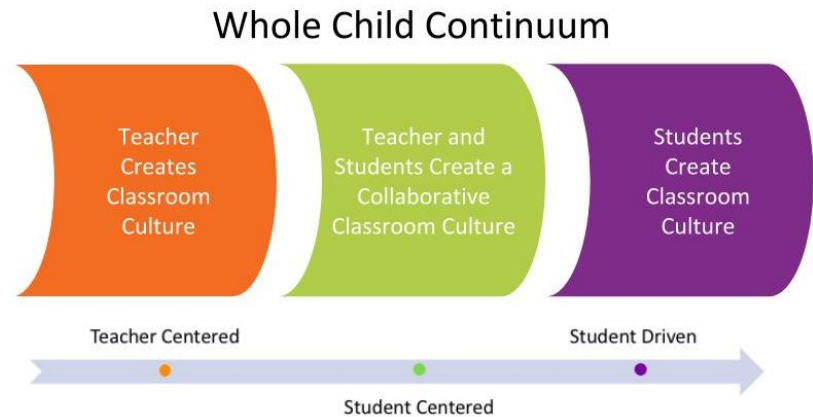 Whole Child Continuum
Teacher
Creates
Classroom
Culture
Teacher and
Students Create a
Collaborative
Classroom Culture
Students
Create
Classroom
Culture
Teacher Centered
Student Driven
Student Centered